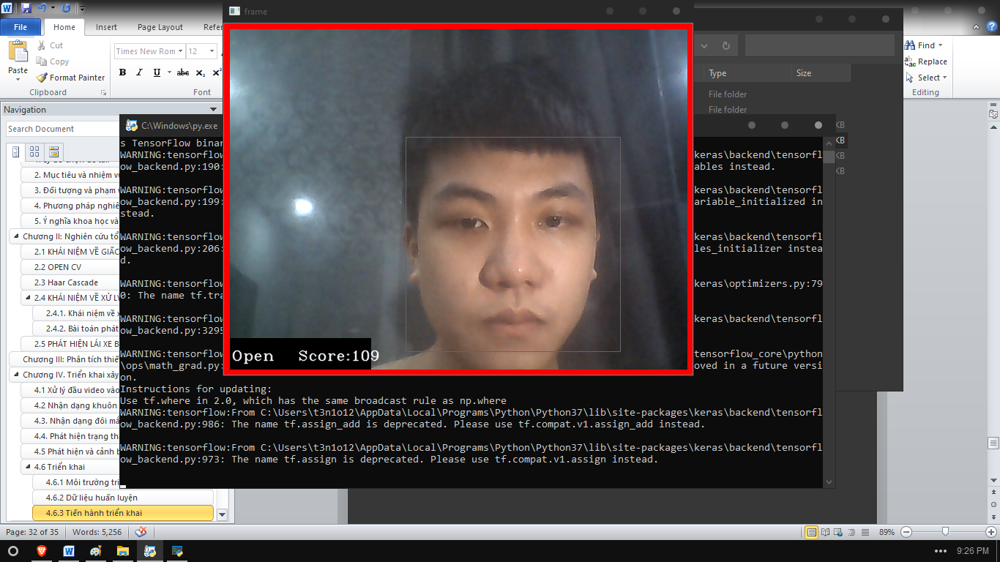 frame
File
Home
Insert
Page Layout
Refer
Find
Replace
Select
Editing
Paste
Cut
Copy
Format Painter
Clipboard
Times New Rom
12
B I U abc x₂ x²
Font
Type
Size
File folder
File folder
KB
KB
KB
KB
Navigation
Search Document
2. Mục tiêu và nhiệm vụ
3. Đối tượng và phạm v
4. Phương pháp nghiê
5. Ý nghĩa khoa học và
Chương II: Nghiên cứu tổ
2.1 KHÁI NIỆM VỀ GIẤC
2.2 OPEN CV
2.3 Haar Cascade
2.4 KHÁI NIỆM VỀ XỬ LÝ
2.4.1. Khái niệm về x
2.4.2. Bài toán phát
2.5 PHÁT HIỆN LÁI XE B
Chương III: Phân tích thiế
Chương IV. Triển khai xây
4.1 Xử lý đầu video vào
4.2 Nhận dạng khuôn
4.3. Nhận dạng đôi mắ
4.4. Phát hiện trạng th
4.5 Phát hiện và cảnh b
4.6 Triển khai
4.6.1 Môi trường tri
4.6.2 Dữ liệu huấn luyện
4.6.3 Tiến hành triển khai
C:\Windows\py.exe
s TensorFlow binar
WARNING:tensorflow keras\backend\tensorfl
ow_backend.py:190: ables instead.
WARNING:tensorflow keras\backend\tensorfl
ow_backend.py:199: ariable_initialized in
stead.
WARNING:tensorflow keras\backend\tensorfl
ow_backend.py:206: les_initializer instea
d.
WARNING:tensorflow keras\optimizers.py:79
0: The name tf.tra
WARNING:tensorflow keras\backend\tensorfl
ow_backend.py:3295
WARNING:tensorflow tensorflow_core\python
\ops\math_grad.py: oved in a future versi
on.
Instructions for updating:
Use tf.where in 2.0, which has the same broadcast rule as np.where
WARNING:tensorflow:From C:\Users\t3n1o12\AppData\Local\Programs\Python\Python37\lib\site-packages\keras\backend\tensorfl
ow_backend.py:986: The name tf.assign_add is deprecated. Please use tf.compat.v1.assign_add instead.
WARNING:tensorflow:From C:\Users\t3n1o12\AppData\Local\Programs\Python\Python37\lib\site-packages\keras\backend\tensorfl
ow_backend.py:973: The name tf.assign is deprecated. Please use tf.compat.v1.assign instead.
Open Score:109
Page: 32 of 35
Words: 5,256
89%
9:26 PM